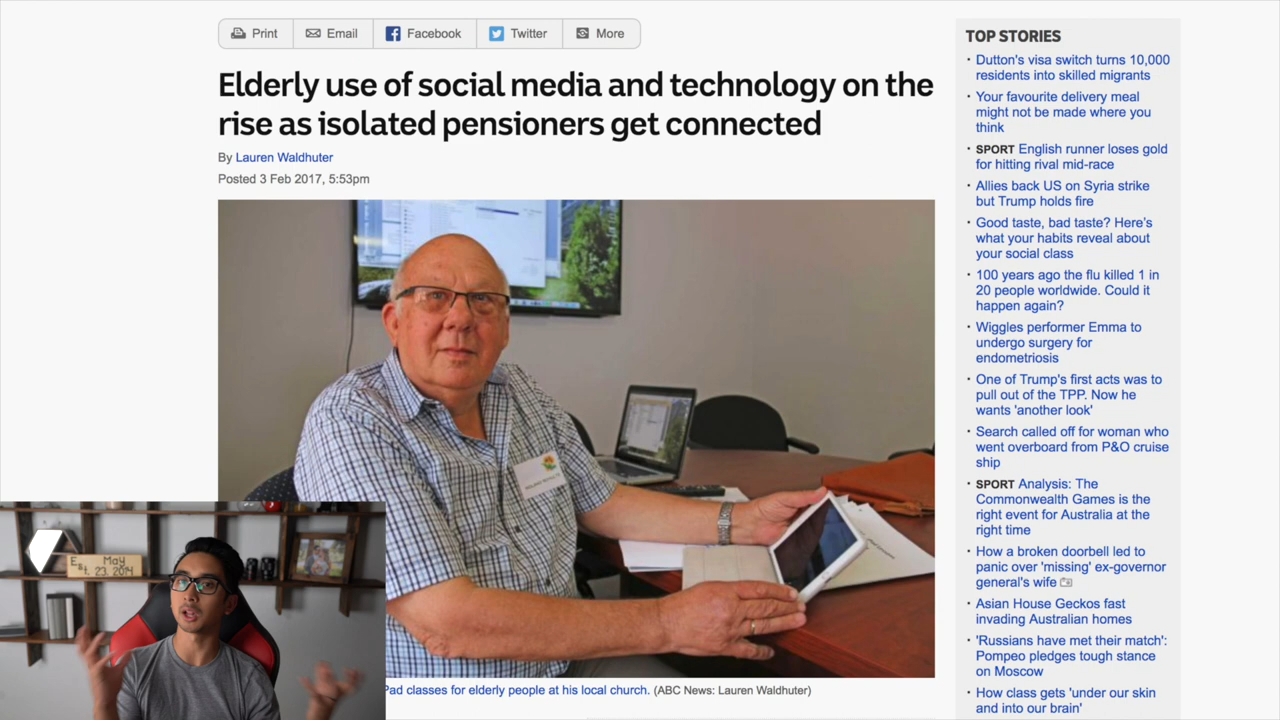 Print
Email
Facebook
Twitter
More
Elderly use of social media and technology on the
rise as isolated pensioners get connected
By Lauren Waldhuter
Posted 3 Feb 2017, 5:53pm
May
Est. 23. 2014
Pad classes for elderly people at his local church. (ABC News: Lauren Waldhuter)
TOP STORIES
Dutton's visa switch turns 10,000
residents into skilled migrants
Your favourite delivery meal
might not be made where you
think
SPORT English runner loses gold
for hitting rival mid-race
Allies back US on Syria strike
but Trump holds fire
Good taste, bad taste? Here's
what your habits reveal about
your social class
100 years ago the flu killed 1 in
20 people worldwide. Could it
happen again?
Wiggles performer Emma to
undergo surgery for
endometriosis
One of Trump's first acts was to
pull out of the TPP. Now he
wants 'another look'
Search called off for woman who
went overboard from P&O cruise
ship
SPORT Analysis: The
Commonwealth Games is the
right event for Australia at the
right time
How a broken doorbell led to
panic over 'missing' ex-governor
general's wife
Asian House Geckos fast
invading Australian homes
'Russians have met their match':
Pompeo pledges tough stance
on Moscow
How class gets 'under our skin
and into our brain'